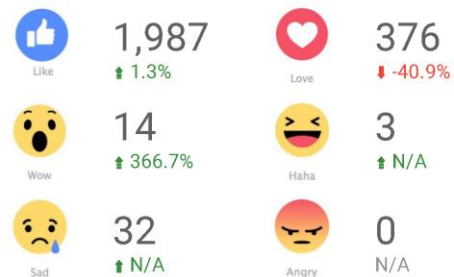 1,987
Like
1.3%
376
Love
-40.9%
14
Wow
366.7%
3
Haha
N/A
32
Sad
N/A
0
Angry
N/A